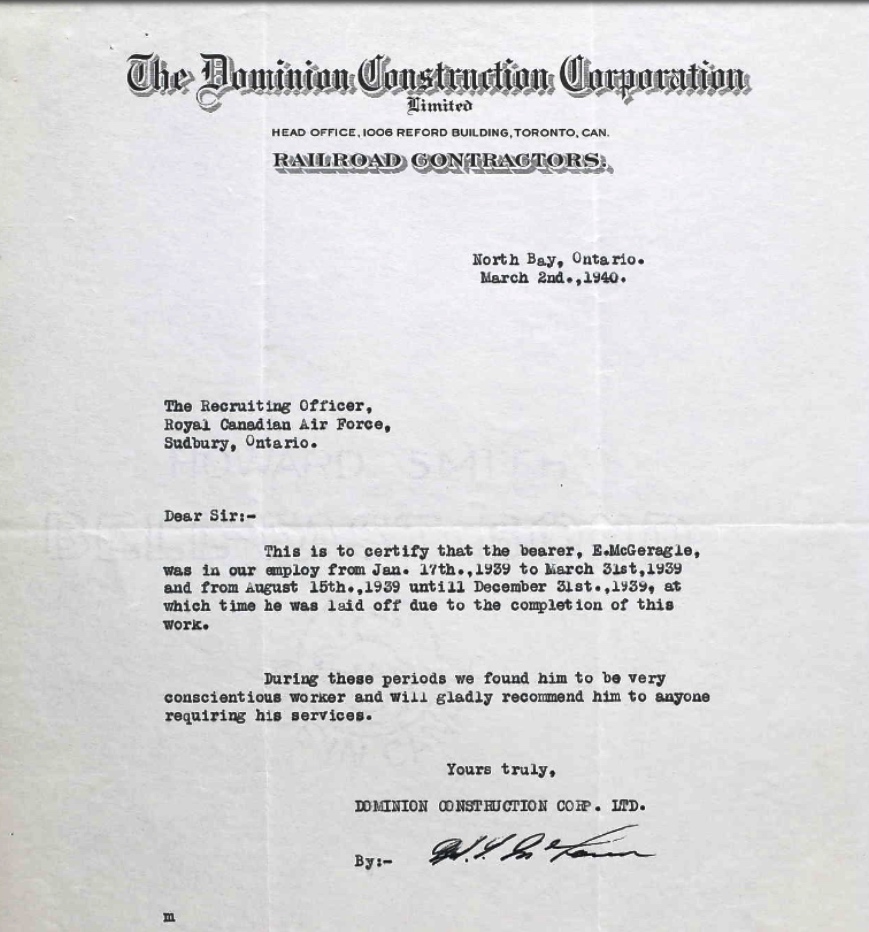 The Dominion Construction Corporation
Limited
HEAD OFFICE, 1006 REFORD BUILDING, TORONTO, CAN.
RAILROAD CONTRACTORS.
North Bay, Ontario.
March 2nd.,1940.
The Recruiting Officer,
Royal Canadian Air Force,
Sudbury, Ontario.
HOWARD SMITH
Dear Sir:-
This is to certify that the bearer, E.McGeragle,
was in our employ from Jan. 17th.,1939 to March 31st,1939
and from August 15th.,1939 untill December 31st.,1939, at
which time he was laid off due to the completion of this
work.
During these periods we found him to be very
conscientious worker and will gladly recommend him to anyone
requiring his services.
Yours truly,
DOMINION CONSTRUCTION CORP. LTD.
By:-
m